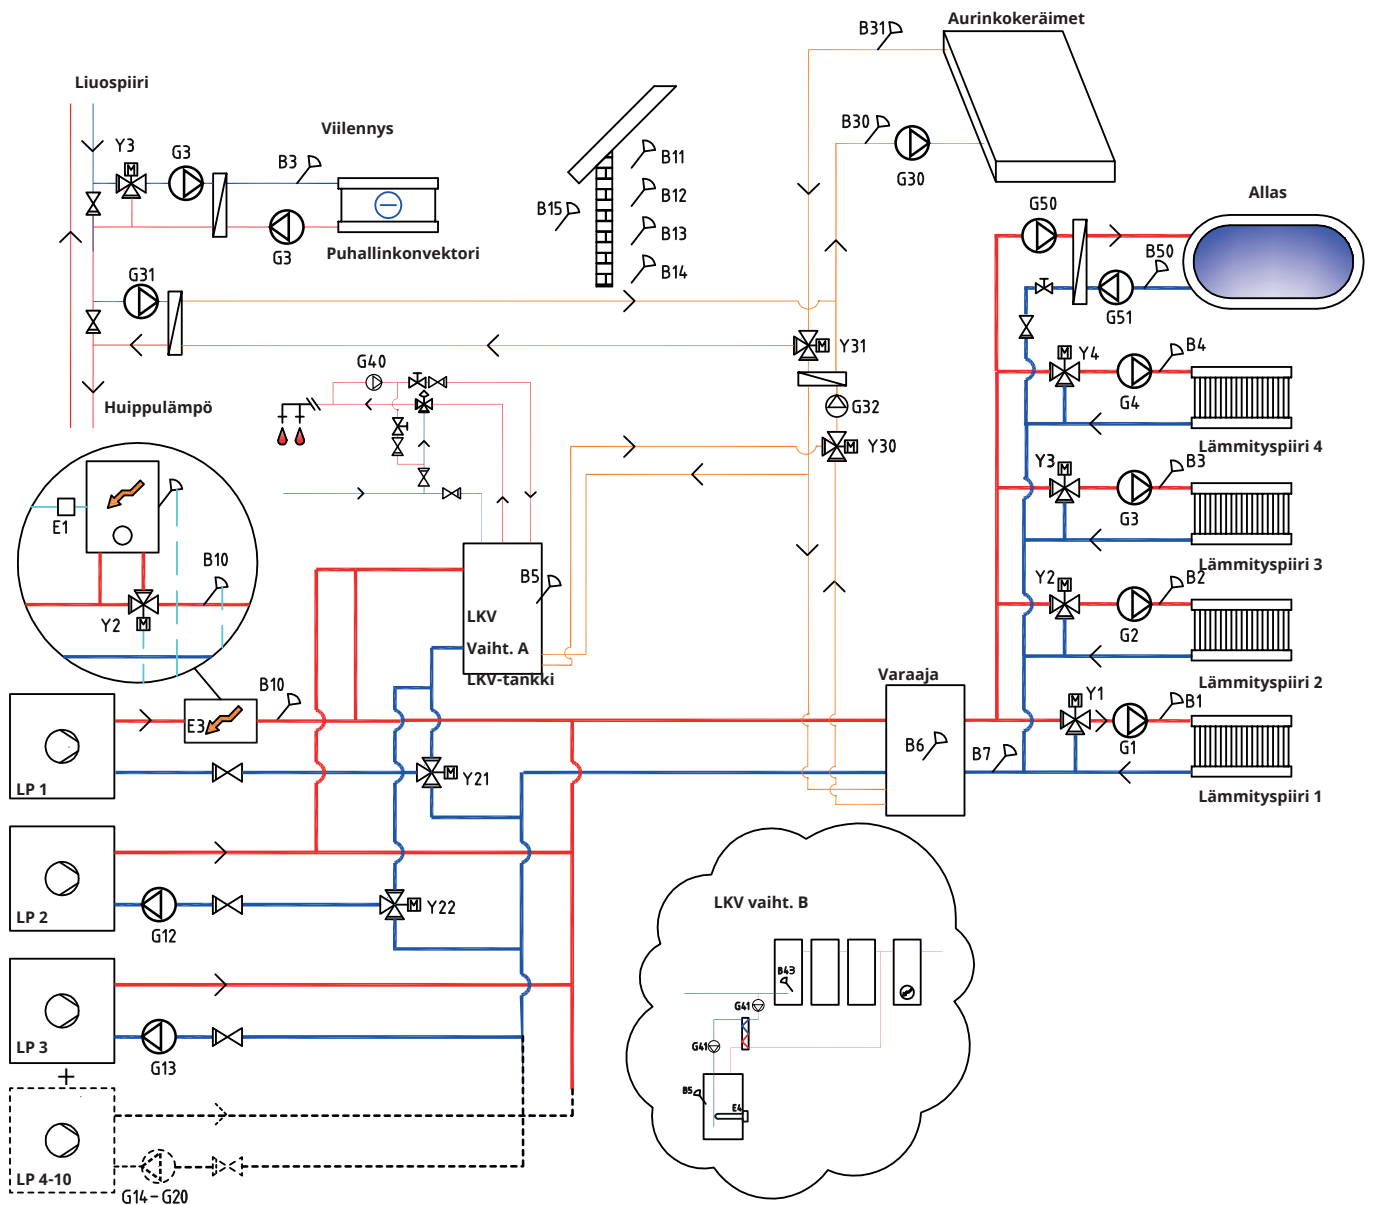 Aurinkokeräimet
B31
Liuospiiri
B30
G30
Viilennys
Y3
G3
B3
B11
B12
B13
B14
B15
G3
Puhallinkonvektori
Allas
G50
B50
G51
G31
Y31
G32
Y30
G40
Huippulämpö
Y4
B4
G4
Lämmityspiiri 4
Y3
B3
G3
Lämmityspiiri 3
Y2
B2
G2
Lämmityspiiri 2
Y1
B1
G1
Lämmityspiiri 1
M
M
M
M
M
M
M
M
M
M
E1
B10
Y2
B5
LKV
Vaiht. A
LKV-tankki
Varaaja
B6
B7
B10
E3
LP 1
Y21
LP 2
G12
Y22
LP 3
G13
+
LP 4-10
G14-G20
LKV vaiht. B
B43
G41
G41
B5
E4